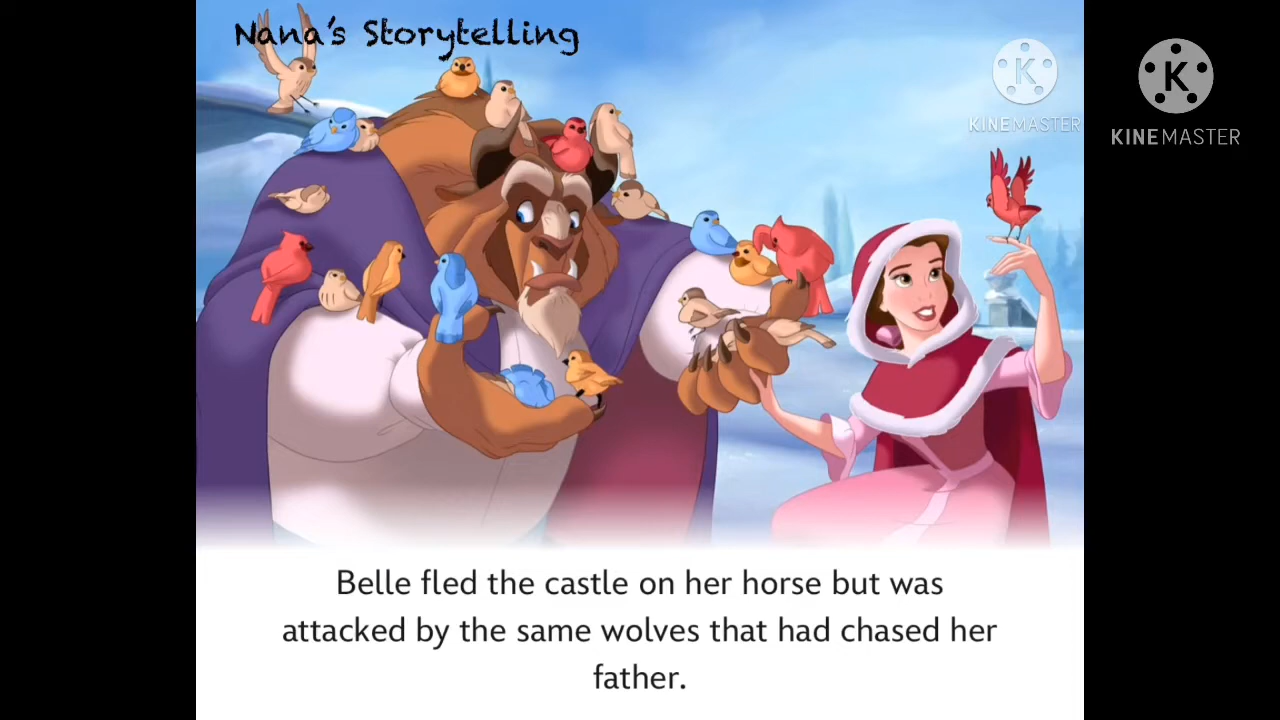 Nana's Storytelling
K
KINEMASTER
K
KINEMASTER
Belle fled the castle on her horse but was
attacked by the same wolves that had chased her
father.